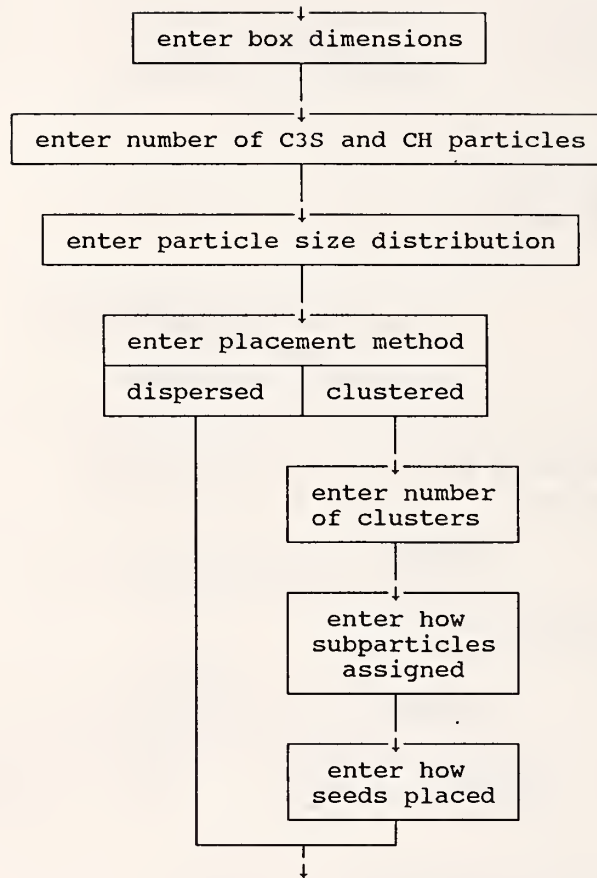 enter box dimensions
enter number of C3S and CH particles
enter particle size distribution
enter placement method
dispersed
clustered
enter number
of clusters
enter how
subparticles
assigned
enter how
seeds placed